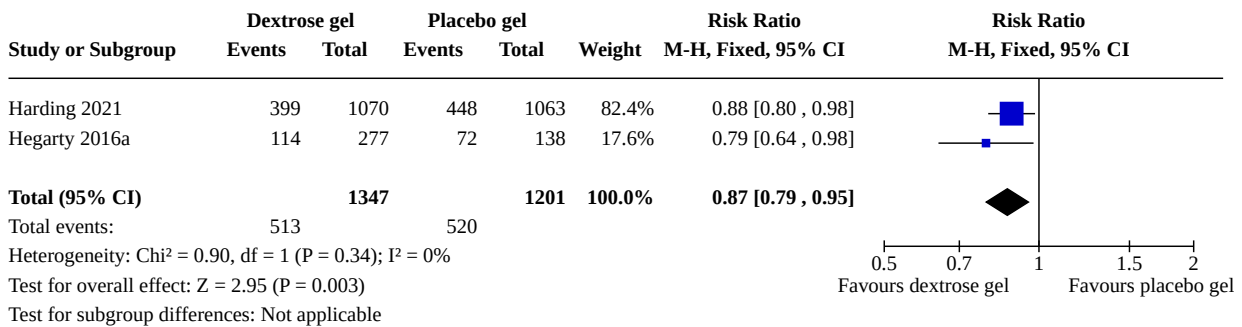 Dextrose gel Placebo gel Risk Ratio Risk Ratio
Study or Subgroup Events Total Events Total Weight M-H, Fixed, 95% CI M-H, Fixed, 95% CI
Harding 2021 399 1070 448 1063 82.4% 0.88 [0.80 , 0.98]
Hegarty 2016a 114 277 72 138 17.6% 0.79 [0.64 , 0.98]
Total (95% CI) 1347 1201 100.0% 0.87 [0.79 , 0.95]
Total events: 513 520
Heterogeneity: Chi² = 0.90, df = 1 (P = 0.34); I² = 0%
0.5 0.7 1 1.5 2
Test for overall effect: Z = 2.95 (P = 0.003) Favours dextrose gel Favours placebo gel
Test for subgroup differences: Not applicable